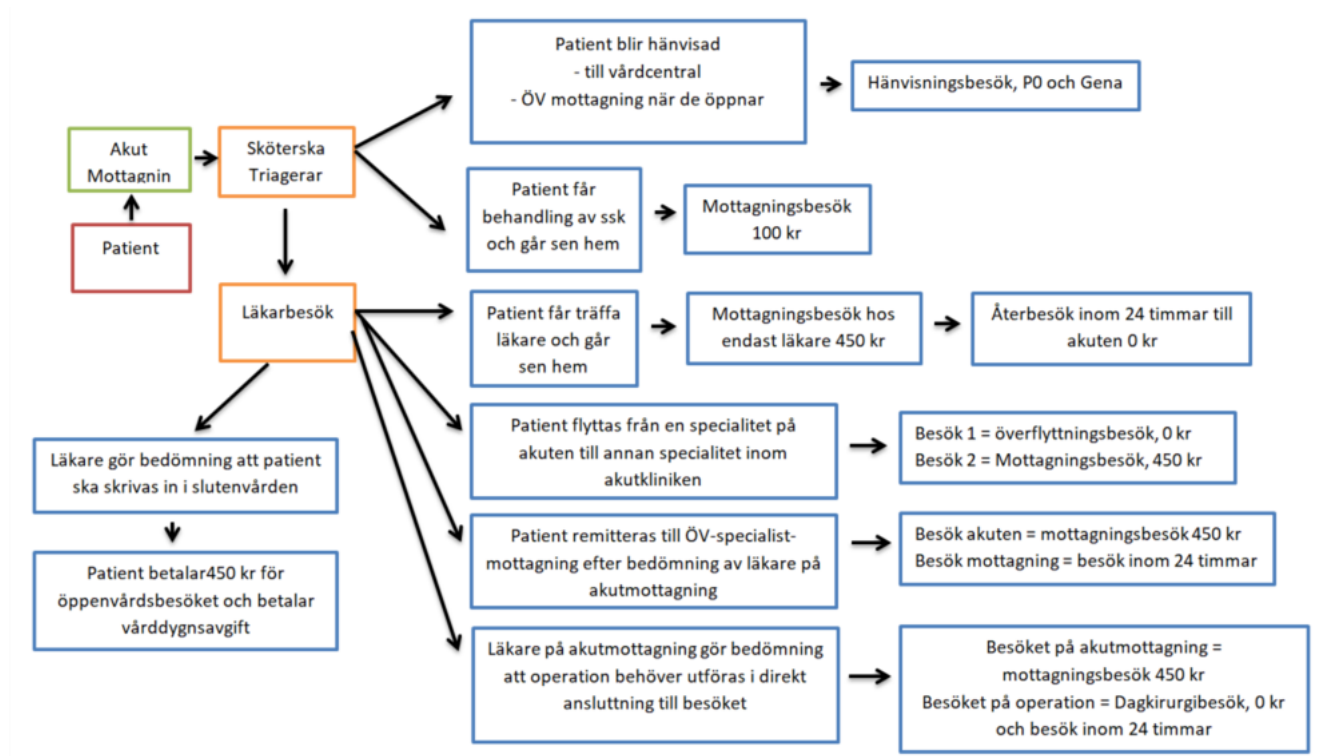 Patient blir hänvisad
- till vårdcentral
- ÖV mottagning när de öppnar
Hänvisningsbesök, P0 och Gena
Akut
Mottagnin
Sköterska
Triagerar
Patient
Patient får
behandling av ssk
och går sen hem
Mottagningsbesök
100 kr
Läkarbesök
Patient får träffa
läkare och går
sen hem
Mottagningsbesök hos
endast läkare 450 kr
Återbesök inom 24 timmar till
akuten 0 kr
Patient flyttas från en specialitet på
akuten till annan specialitet inom
akutkliniken
Besök 1 = överflyttningsbesök, 0 kr
Besök 2 = Mottagningsbesök, 450 kr
Läkare gör bedömning att patient
ska skrivas in i slutenvården
Patient betalar450 kr för
öppenvårdsbesöket och betalar
vårddygnsavgift
Patient remitteras till ÖV-specialist-
mottagning efter bedömning av läkare på
akutmottagning
Besök akuten = mottagningsbesök 450 kr
Besök mottagning = besök inom 24 timmar
Läkare på akutmottagning gör bedömning
att operation behöver utföras i direkt
ansluttning till besöket
Besöket på akutmottagning =
mottagningsbesök 450 kr
Besöket på operation = Dagkirurgibesök, 0 kr
och besök inom 24 timmar